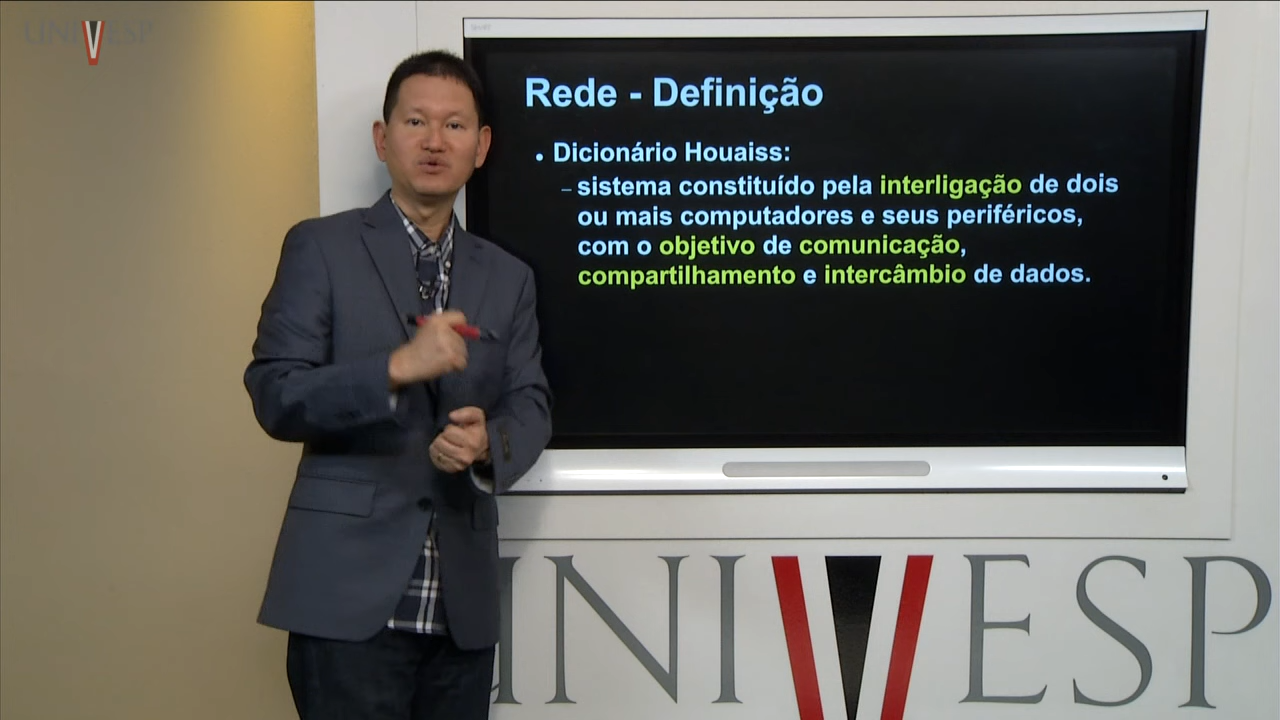 UNIVESP
Rede - Definição
• Dicionário Houaiss:
– sistema constituído pela interligação de dois
ou mais computadores e seus periféricos,
com o objetivo de comunicação,
compartilhamento e intercâmbio de dados.
UNIVESP